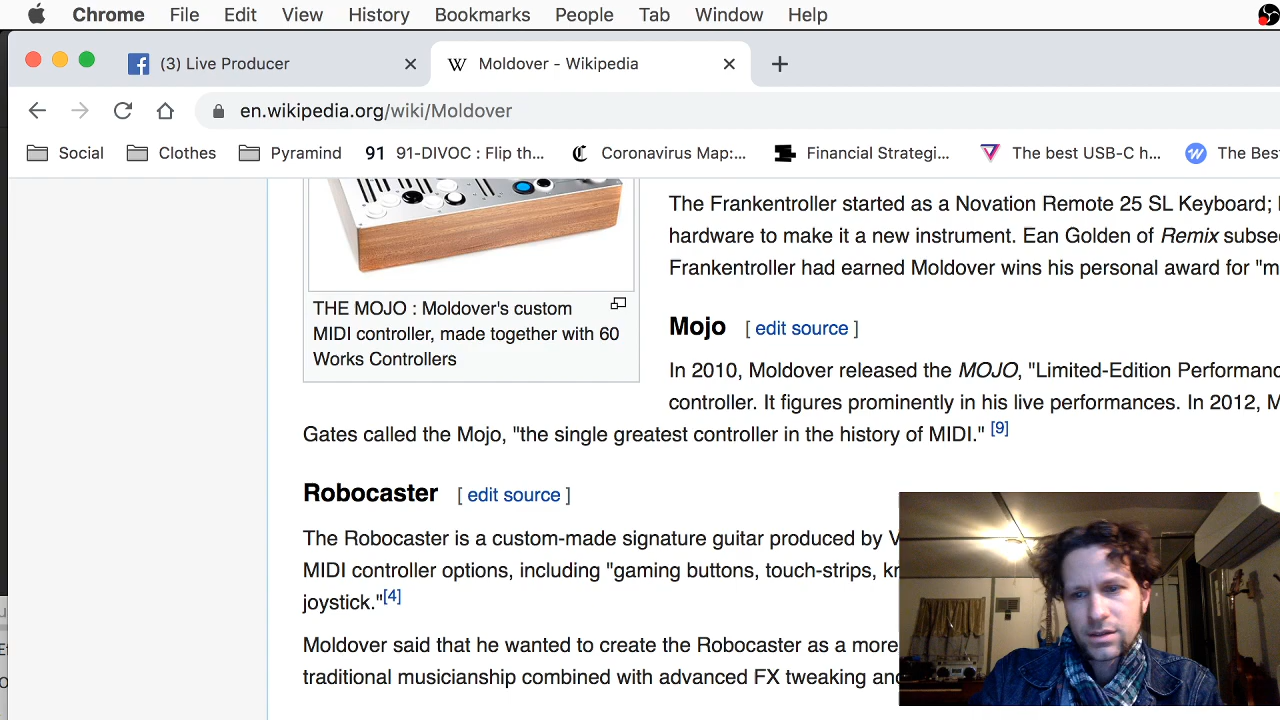 Chrome File Edit View History Bookmarks People Tab Window Help
(3) Live Producer
Moldover - Wikipedia
en.wikipedia.org/wiki/Moldover
Social Clothes Pyramind 91 91-DIVOC : Flip th... Coronavirus Map:... Financial Strategi... The best USB-C h... The Bes
THE MOJO : Moldover's custom
MIDI controller, made together with 60
Works Controllers
The Frankentroller started as a Novation Remote 25 SL Keyboard;
hardware to make it a new instrument. Ean Golden of Remix subse
Frankentroller had earned Moldover wins his personal award for "m
Mojo [ edit source ]
In 2010, Moldover released the MOJO, "Limited-Edition Performanc
controller. It figures prominently in his live performances. In 2012, M
Gates called the Mojo, "the single greatest controller in the history of MIDI." [9]
Robocaster [ edit source ]
The Robocaster is a custom-made signature guitar produced by V
MIDI controller options, including "gaming buttons, touch-strips, kn
joystick."[4]
Moldover said that he wanted to create the Robocaster as a more
traditional musicianship combined with advanced FX tweaking and